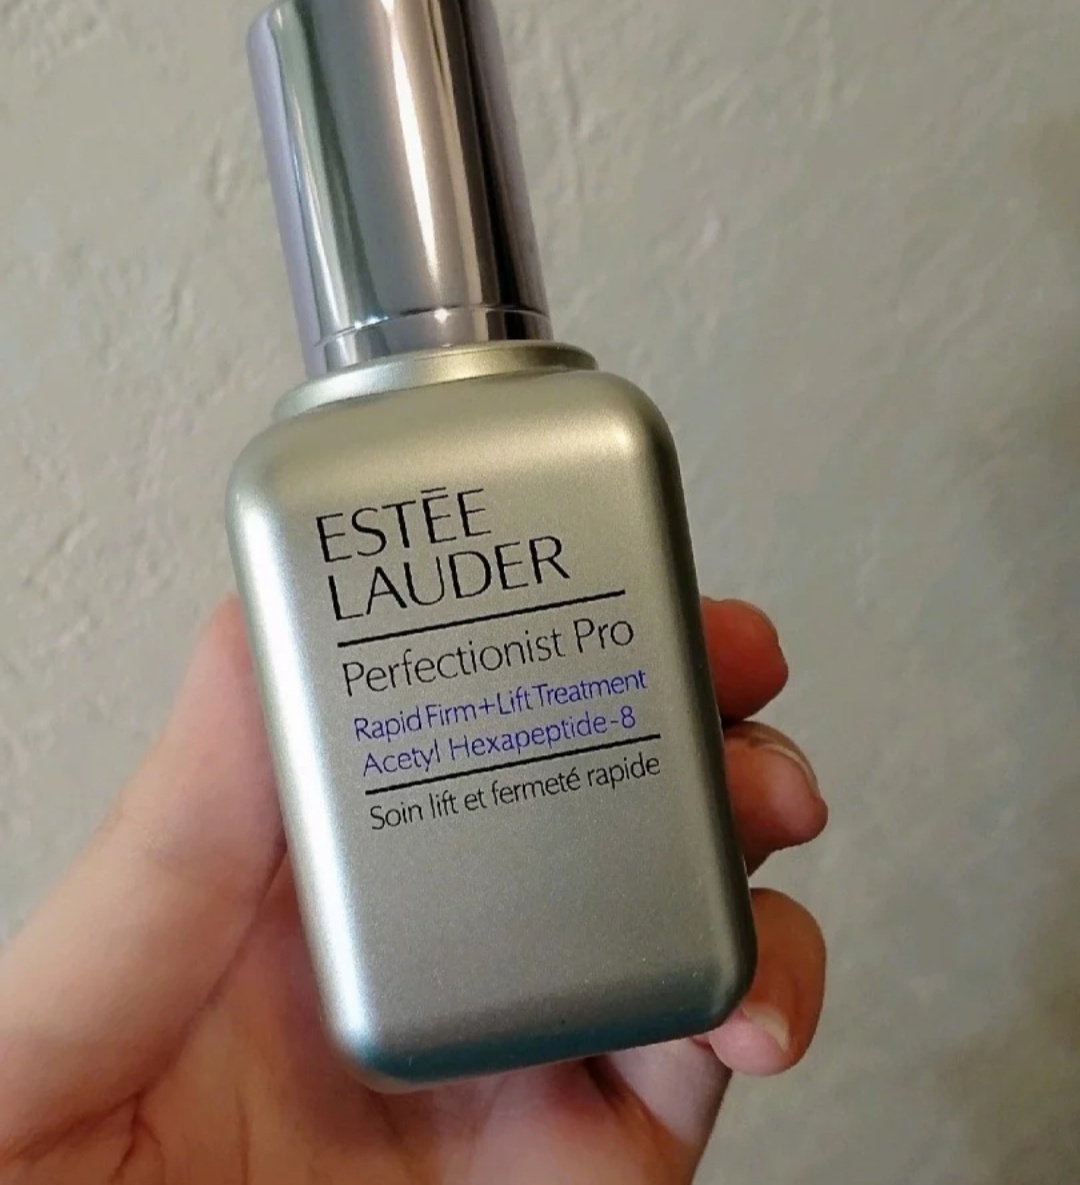 ESTĒE
LAUDER
Perfectionist Pro
Rapid Firm+Lift Treatment
Acetyl Hexapeptide-8
Soin lift et fermeté rapide